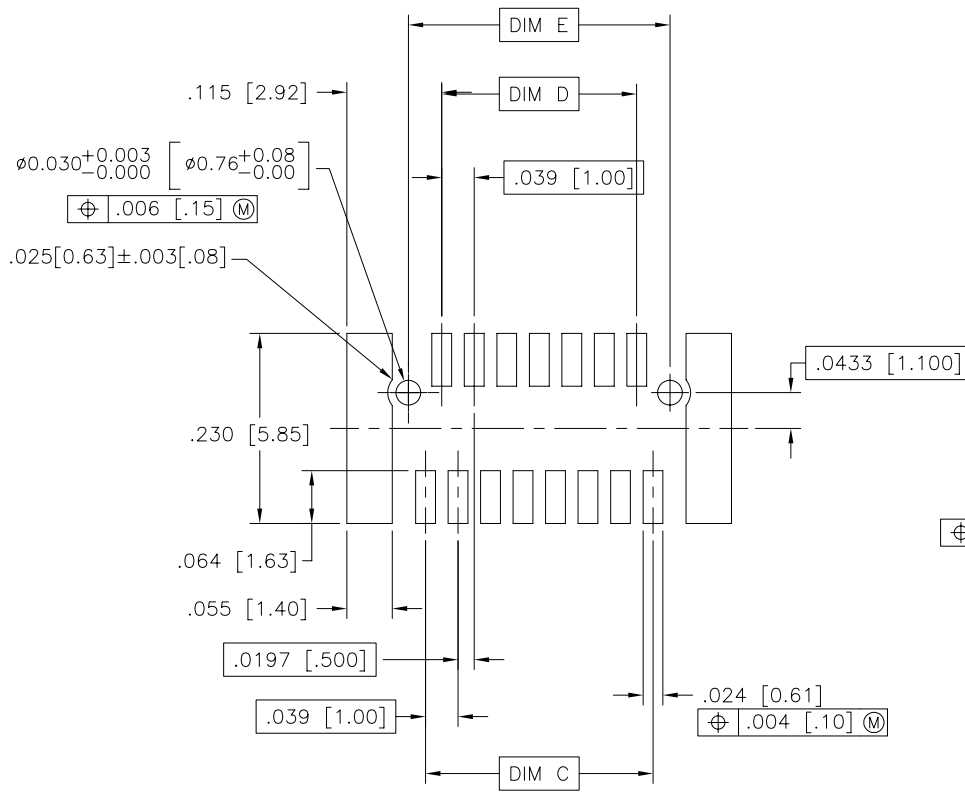 DIM E
.115 [2.92]
DIM D
⌀0.030+0.003 −0.000 [⌀0.76+0.08 −0.00]
.039 [1.00]
⌖ .006 [.15] Ⓜ
.025[0.63]±.003[.08]
.0433 [1.100]
.230 [5.85]
⌖
.064 [1.63]
.055 [1.40]
.0197 [.500]
.024 [0.61]
.039 [1.00]
⌖ .004 [.10] Ⓜ
DIM C